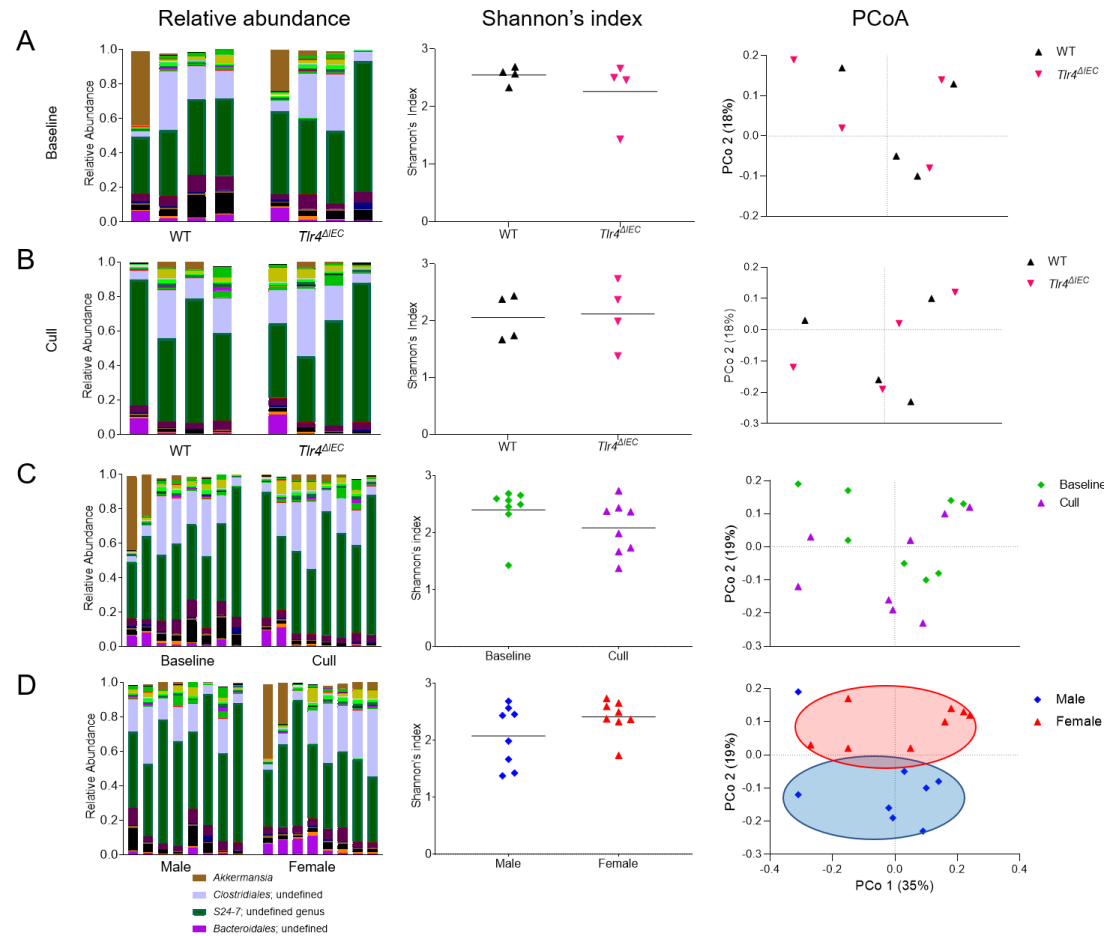 Relative abundance
Shannon's index
PCoA
A
Baseline
Relative Abundance
1.0
0.8
0.6
0.4
0.2
0.0
WT
Tlr4ΔIEC
Shannon's Index
3
2
1
0
WT
Tlr4ΔIEC
PCo 2 (18%)
0.2
0.1
0.0
-0.1
0.2
WT
Tlr4ΔIEC
B
Cull
Relative Abundance
1.0
0.8
0.6
0.4
0.2
0.0
WT
Tlr4ΔIEC
Shannon's Index
3
2
1
0
WT
Tlr4ΔIEC
PCo 2 (18%)
0.2
0.1
0.0
-0.1
-0.2
-0.3
WT
Tlr4ΔIEC
C
Relative Abundance
1.0
0.8
0.6
0.4
0.2
0.0
Baseline
Cull
Shannon's index
3
2
1
0
Baseline
Cull
PCo 2 (19%)
0.2
0.1
0.0
-0.1
0.2
-0.3
Baseline
Cull
D
Relative Abundance
1.0
0.8
0.6
0.4
0.2
0.0
Male
Female
Shannon's index
3
2
1
0
Male
Female
PCo 2 (19%)
0.2
0.1
0.0
-0.1
-0.2
-0.3
-0.4
-0.2
0.0
0.2
0.4
PCo 1 (35%)
Male
Female
Akkermansia
Clostridiales; undefined
S24-7; undefined genus
Bacteroidales; undefined